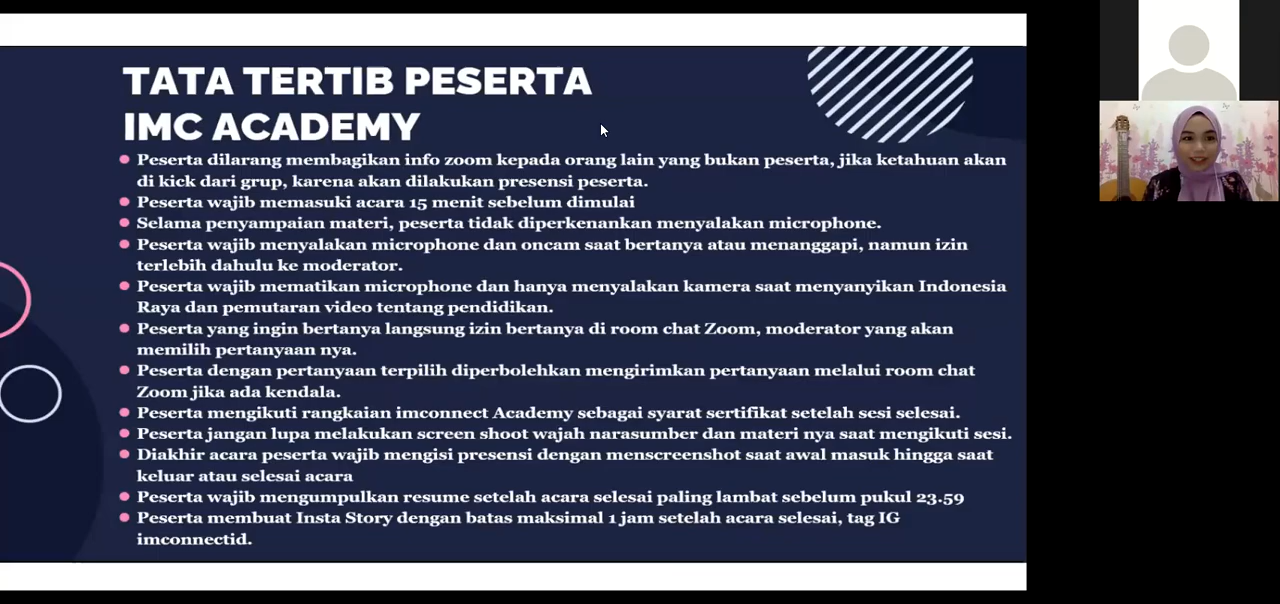 TATA TERTIB PESERTA
IMC ACADEMY
Peserta dilarang membagikan info zoom kepada orang lain yang bukan peserta, jika ketahuan akan
di kick dari grup, karena akan dilakukan presensi peserta.
Peserta wajib memasuki acara 15 menit sebelum dimulai
Selama penyampaian materi, peserta tidak diperkenankan menyalakan microphone.
Peserta wajib menyalakan microphone dan oncam saat bertanya atau menanggapi, namun izin
terlebih dahulu ke moderator.
Peserta wajib mematikan microphone dan hanya menyalakan kamera saat menyanyikan Indonesia
Raya dan pemutaran video tentang pendidikan.
Peserta yang ingin bertanya langsung izin bertanya di room chat Zoom, moderator yang akan
memilih pertanyaan nya.
Peserta dengan pertanyaan terpilih diperbolehkan mengirimkan pertanyaan melalui room chat
Zoom jika ada kendala.
Peserta mengikuti rangkaian imconnect Academy sebagai syarat sertifikat setelah sesi selesai.
Peserta jangan lupa melakukan screen shoot wajah narasumber dan materi nya saat mengikuti sesi.
Diakhir acara peserta wajib mengisi presensi dengan menscreenshot saat awal masuk hingga saat
keluar atau selesai acara
Peserta wajib mengumpulkan resume setelah acara selesai paling lambat sebelum pukul 23.59
Peserta membuat Insta Story dengan batas maksimal 1 jam setelah acara selesai, tag IG
imconnectid.